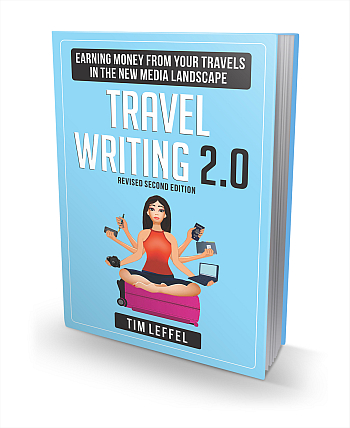 EARNING MONEY FROM YOUR TRAVELS
IN THE NEW MEDIA LANDSCAPE
TRAVEL
WRITING 2.0
REVISED SECOND EDITION
TIM LEFFEL